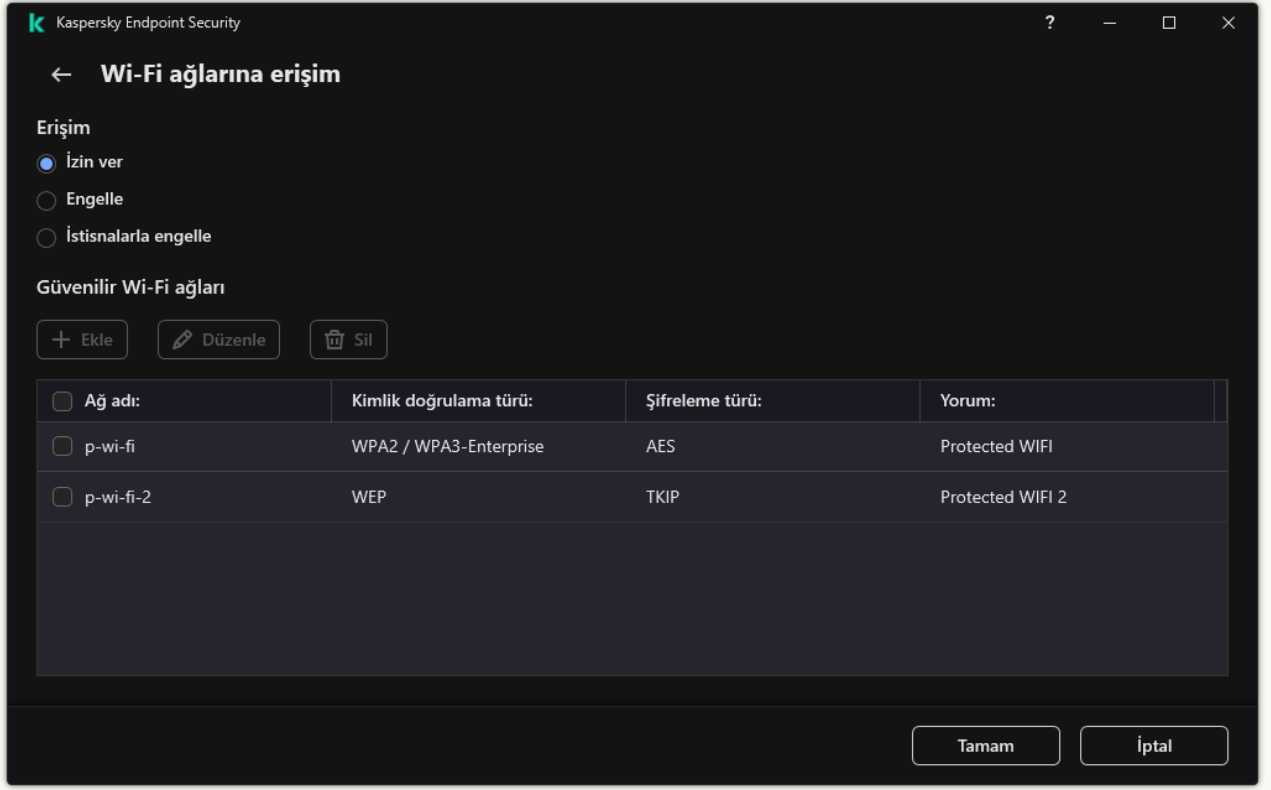 Kaspersky Endpoint Security ?
Wi-Fi ağlarına erişim
Erişim
İzin ver
Engelle
İstisnalarla engelle
Güvenilir Wi-Fi ağları
Ekle Düzenle Sil
Ağ adı: Kimlik doğrulama türü: Şifreleme türü: Yorum:
p-wi-fi WPA2 / WPA3-Enterprise AES Protected WIFI
p-wi-fi-2 WEP TKIP Protected WIFI 2
Tamam İptal